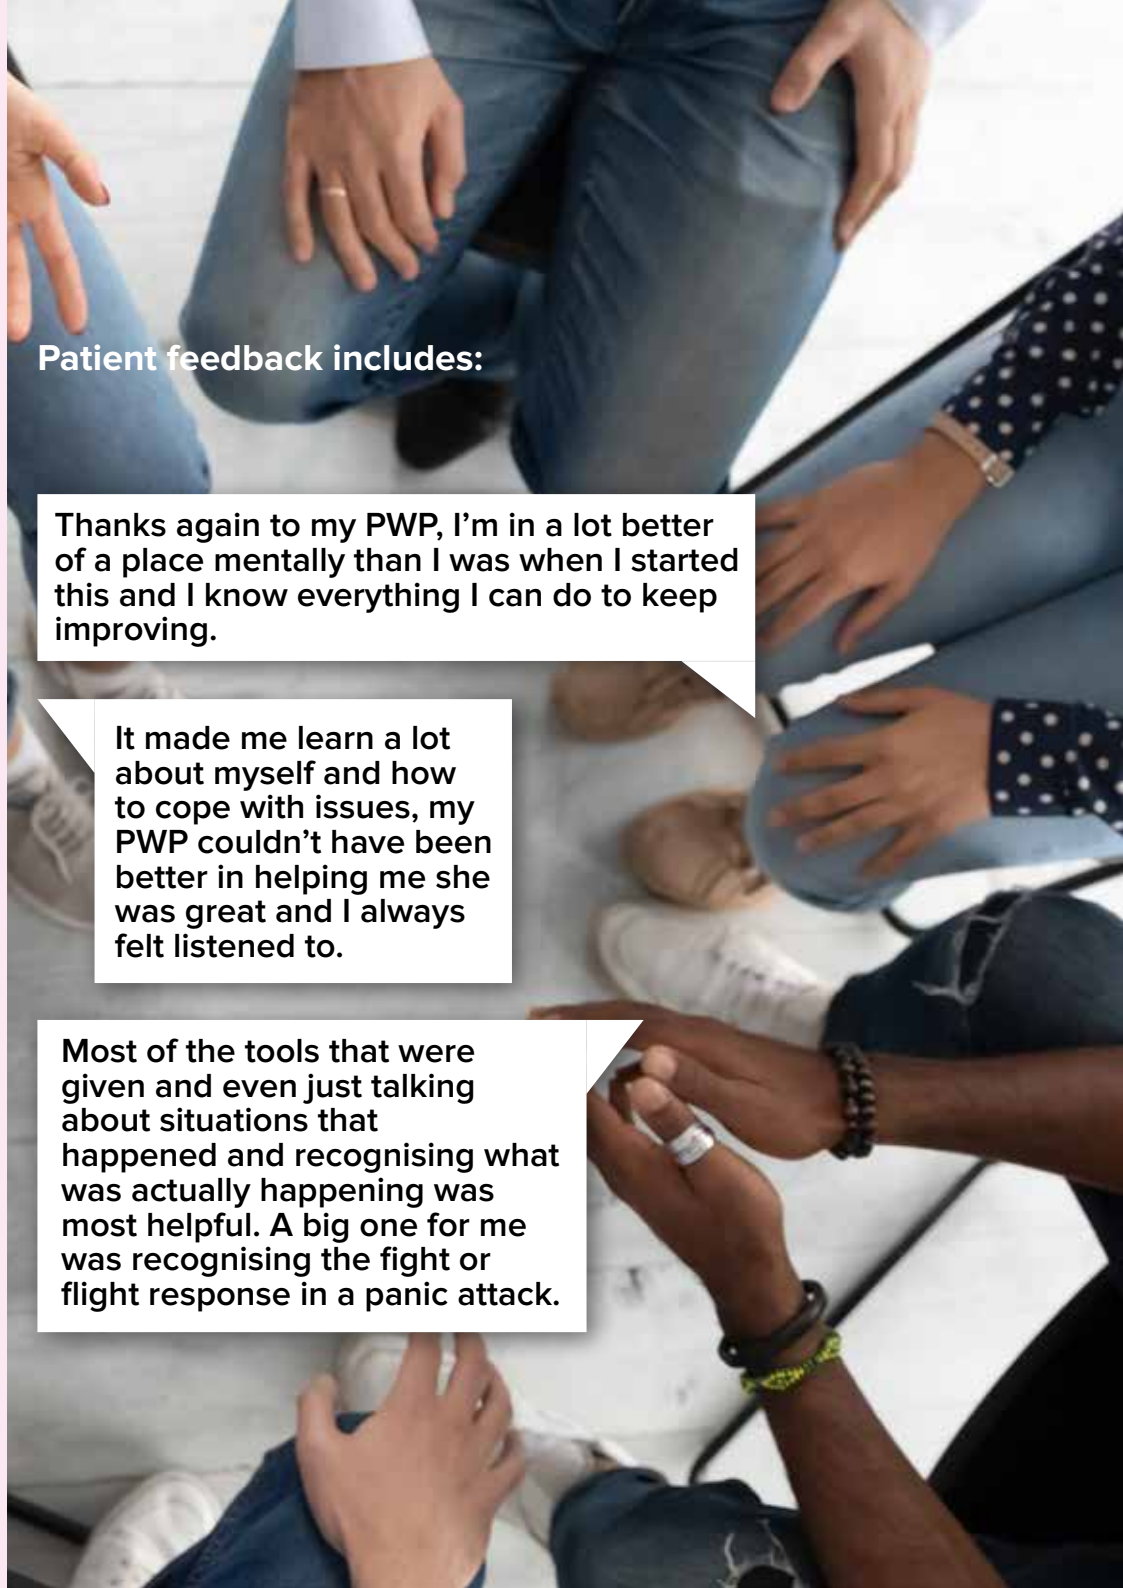 Patient feedback includes:
Thanks again to my PWP, I’m in a lot better
of a place mentally than I was when I started
this and I know everything I can do to keep
improving.
It made me learn a lot
about myself and how
to cope with issues, my
PWP couldn’t have been
better in helping me she
was great and I always
felt listened to.
Most of the tools that were
given and even just talking
about situations that
happened and recognising what
was actually happening was
most helpful. A big one for me
was recognising the fight or
flight response in a panic attack.